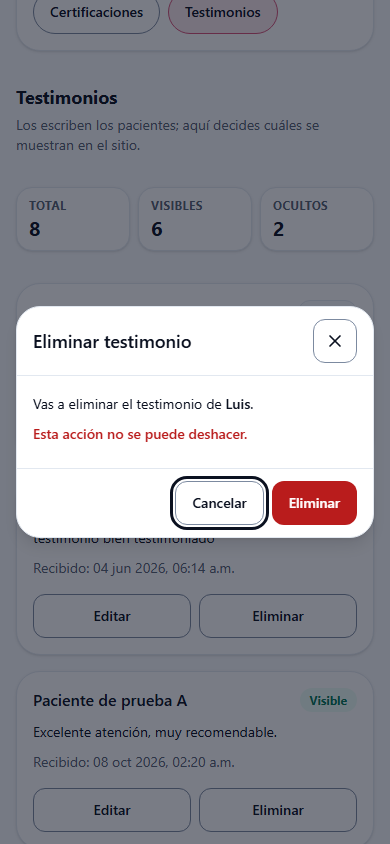 Certificaciones
Testimonios
Testimonios
Los escriben los pacientes; aquí decides cuáles se
muestran en el sitio.
TOTAL
8
VISIBLES
6
OCULTOS
2
Eliminar testimonio
Vas a eliminar el testimonio de Luis.
Esta acción no se puede deshacer.
Cancelar
Eliminar
testimonio bien testimoniado
Recibido: 04 jun 2026, 06:14 a.m.
Editar
Eliminar
Paciente de prueba A
Visible
Excelente atención, muy recomendable.
Recibido: 08 oct 2026, 02:20 a.m.
Editar
Eliminar